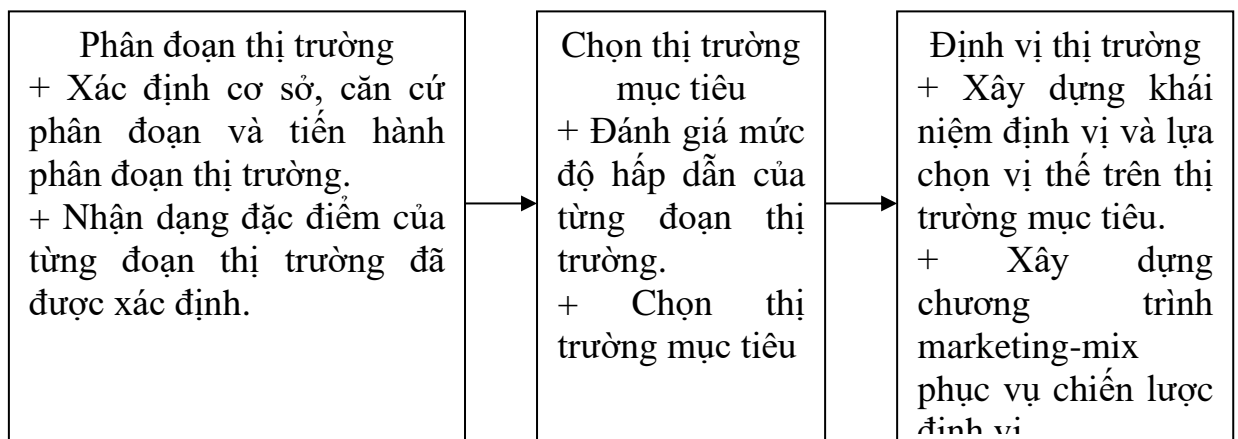 Phân đoạn thị trường
+ Xác định cơ sở, căn cứ
phân đoạn và tiến hành
phân đoạn thị trường.
+ Nhận dạng đặc điểm của
từng đoạn thị trường đã
được xác định.
Chọn thị trường
mục tiêu
+ Đánh giá mức
độ hấp dẫn của
từng đoạn thị
trường.
+ Chọn thị
trường mục tiêu
Định vị thị trường
+ Xây dựng khái
niệm định vị và lựa
chọn vị thế trên thị
trường mục tiêu.
+ Xây dựng
chương trình
marketing-mix
phục vụ chiến lược
định vị